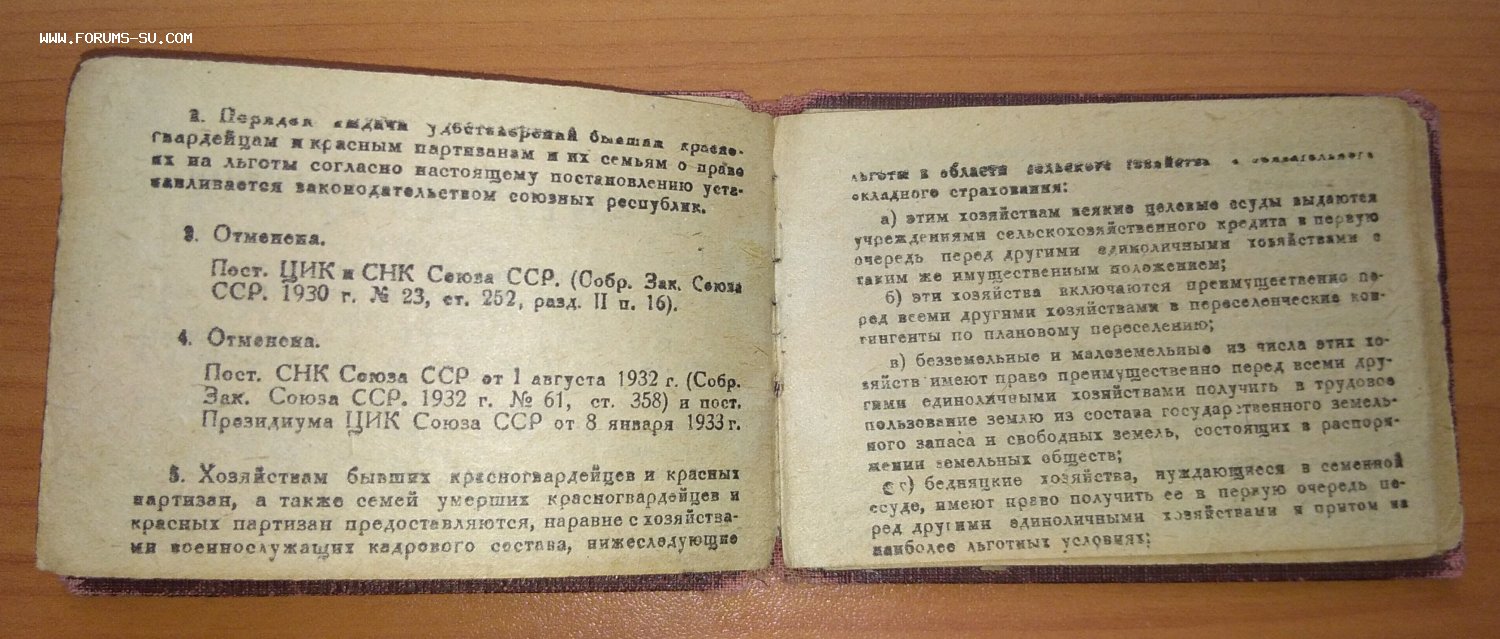 WWW.FORUMS-SU.COM
2. Порядок выдачи удостоверений бывшим красно-
гвардейцам и красным партизанам и их семьям о праве
их на льготы согласно настоящему постановлению уста-
навливается законодательством союзных республик.
3. Отменена.
Пост. ЦИК и СНК Союза ССР. (Собр. Зак. Союза
ССР. 1930 г. № 23, ст. 252, разд. II п. 16).
4. Отменена.
Пост. СНК Союза ССР от 1 августа 1932 г. (Собр.
Зак. Союза ССР. 1932 г. № 61, ст. 358) и пост.
Президиума ЦИК Союза ССР от 8 января 1933 г.
5. Хозяйствам бывших красногвардейцев и красных
партизан, а также семей умерших красногвардейцев и
красных партизан предоставляются, наравне с хозяйства-
ми военнослужащих кадрового состава, нижеследующие
льготы в области сельского хозяйства и обязательного
окладного страхования:
а) этим хозяйствам всякие целевые ссуды выдаются
учреждениями сельскохозяйственного кредита в первую
очередь перед другими единоличными хозяйствами с
таким же имущественным положением;
б) эти хозяйства включаются преимущественно пе-
ред всеми другими хозяйствами в переселенческие кон-
тингенты по плановому переселению;
в) безземельные и малоземельные из числа этих хо-
зяйств имеют право преимущественно перед всеми дру-
гими единоличными хозяйствами получить в трудовое
пользование землю из состава государственного земель-
ного запаса и свободных земель, состоящих в распоря-
жении земельных обществ;
г) бедняцкие хозяйства, нуждающиеся в семенной
ссуде, имеют право получить ее в первую очередь пе-
ред другими единоличными хозяйствами и притом на
наиболее льготных условиях;